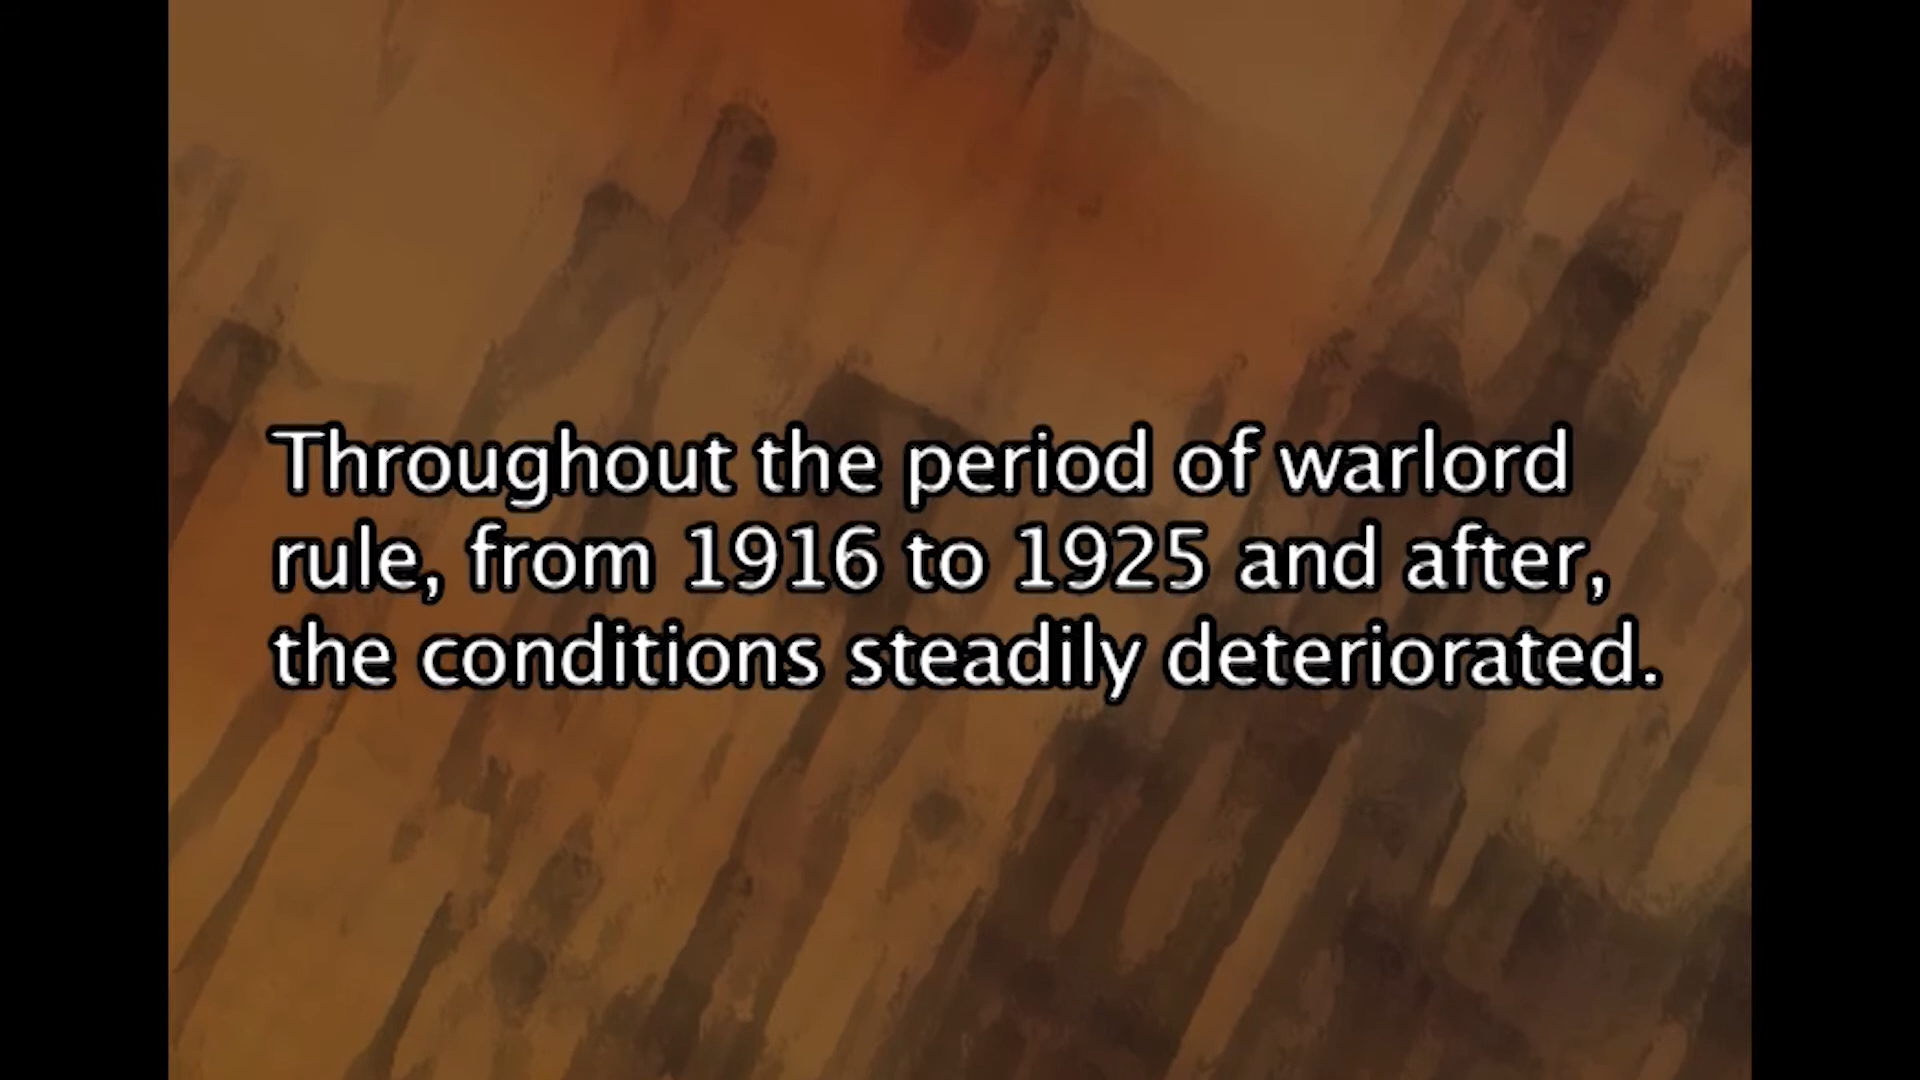 Throughout the period of warlord
rule, from 1916 to 1925 and after,
the conditions steadily deteriorated.